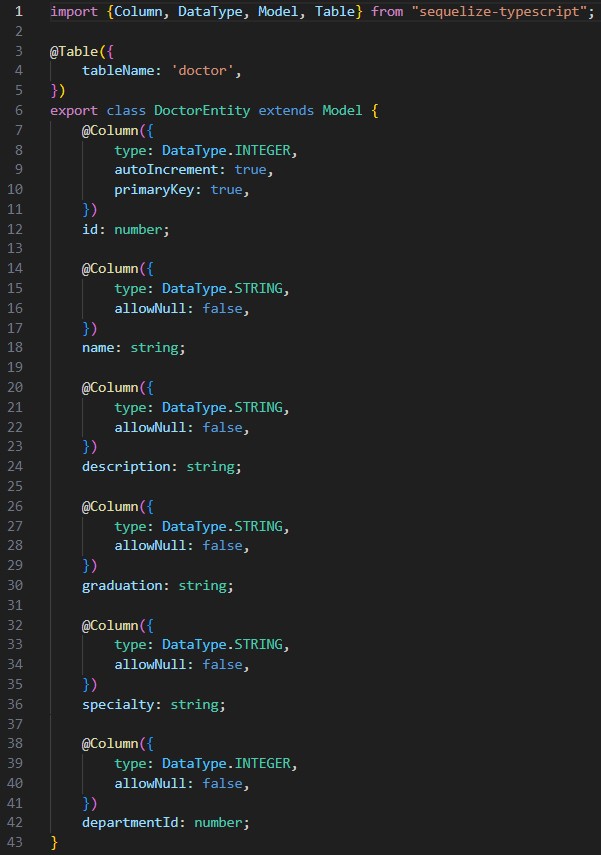 1 import {Column, DataType, Model, Table} from "sequelize-typescript";
2
3 @Table({
4     tableName: 'doctor',
5 })
6 export class DoctorEntity extends Model {
7     @Column({
8         type: DataType.INTEGER,
9         autoIncrement: true,
10         primaryKey: true,
11     })
12     id: number;
13
14     @Column({
15         type: DataType.STRING,
16         allowNull: false,
17     })
18     name: string;
19
20     @Column({
21         type: DataType.STRING,
22         allowNull: false,
23     })
24     description: string;
25
26     @Column({
27         type: DataType.STRING,
28         allowNull: false,
29     })
30     graduation: string;
31
32     @Column({
33         type: DataType.STRING,
34         allowNull: false,
35     })
36     specialty: string;
37
38     @Column({
39         type: DataType.INTEGER,
40         allowNull: false,
41     })
42     departmentId: number;
43 }